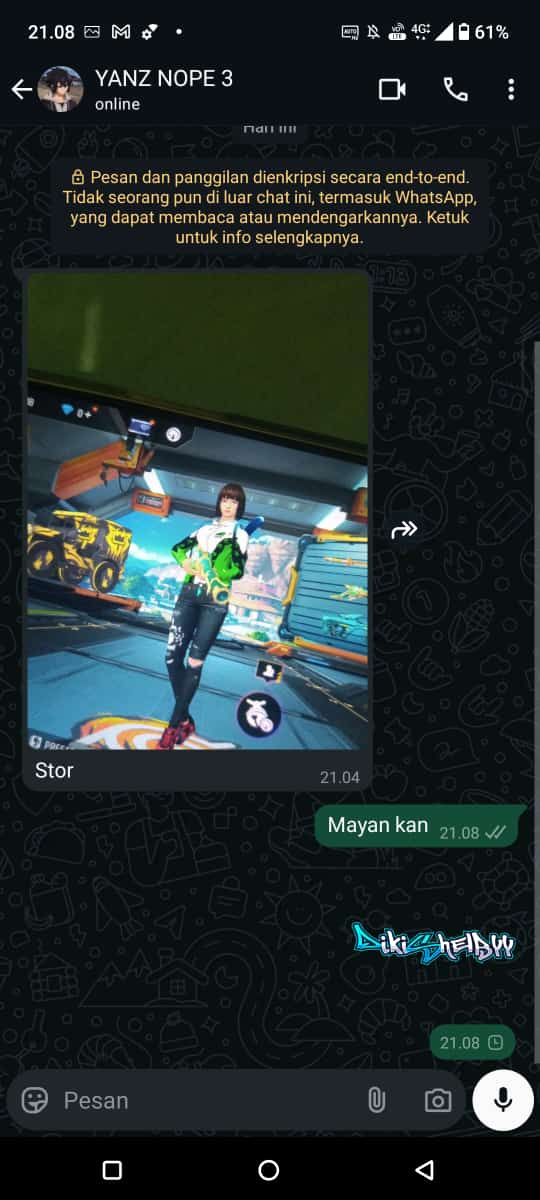 21.08
4G+
61%
YANZ NOPE 3
online
Hari ini
Pesan dan panggilan dienkripsi secara end-to-end.
Tidak seorang pun di luar chat ini, termasuk WhatsApp,
yang dapat membaca atau mendengarkannya. Ketuk
untuk info selengkapnya.
0+
Stor
21.04
Mayan kan
21.08
DikiShelbyy
21.08
Pesan